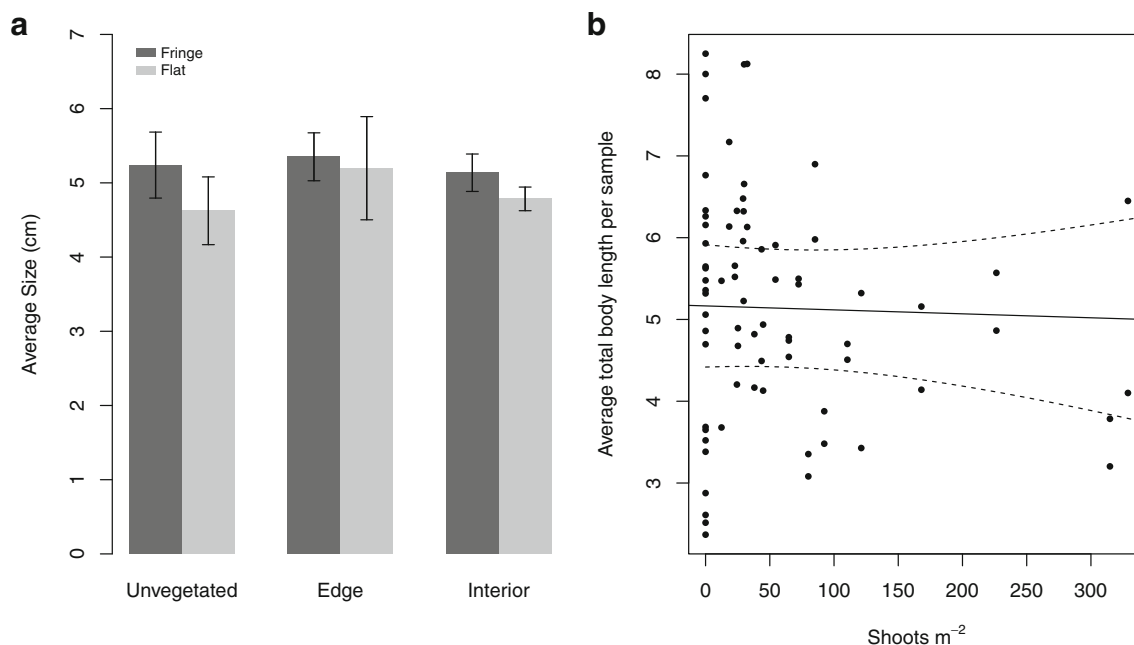 a
7
6
5
4
3
2
1
0
Average Size (cm)
Fringe
Flat
Unvegetated Edge Interior
b
8
7
6
5
4
3
Average total body length per sample
0 50 100 150 200 250 300
Shoots m⁻²